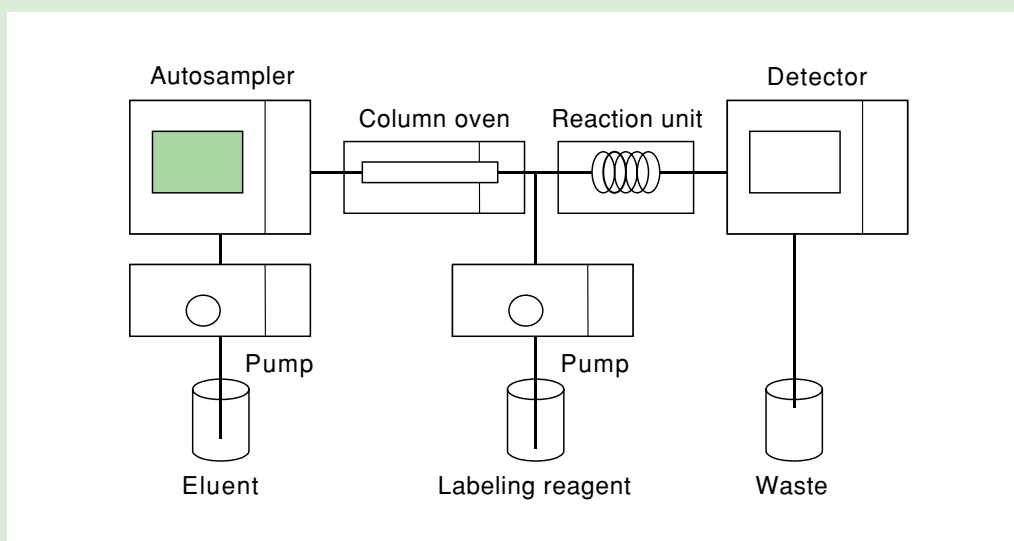 Autosampler
Detector
Column oven
Reaction unit
Pump
Pump
Eluent
Labeling reagent
Waste